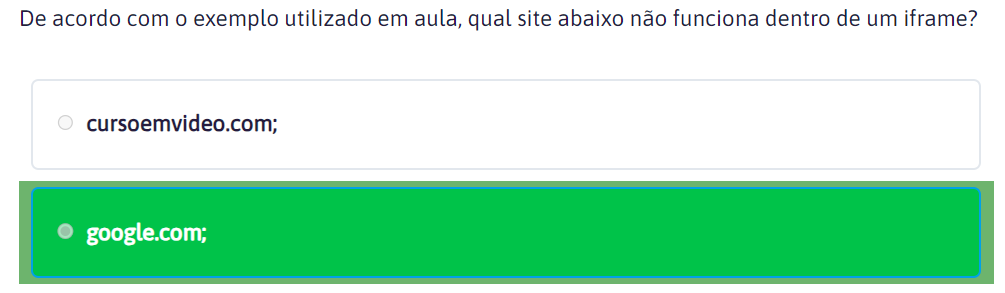 De acordo com o exemplo utilizado em aula, qual site abaixo não funciona dentro de um iframe?
cursoemvideo.com;
google.com;